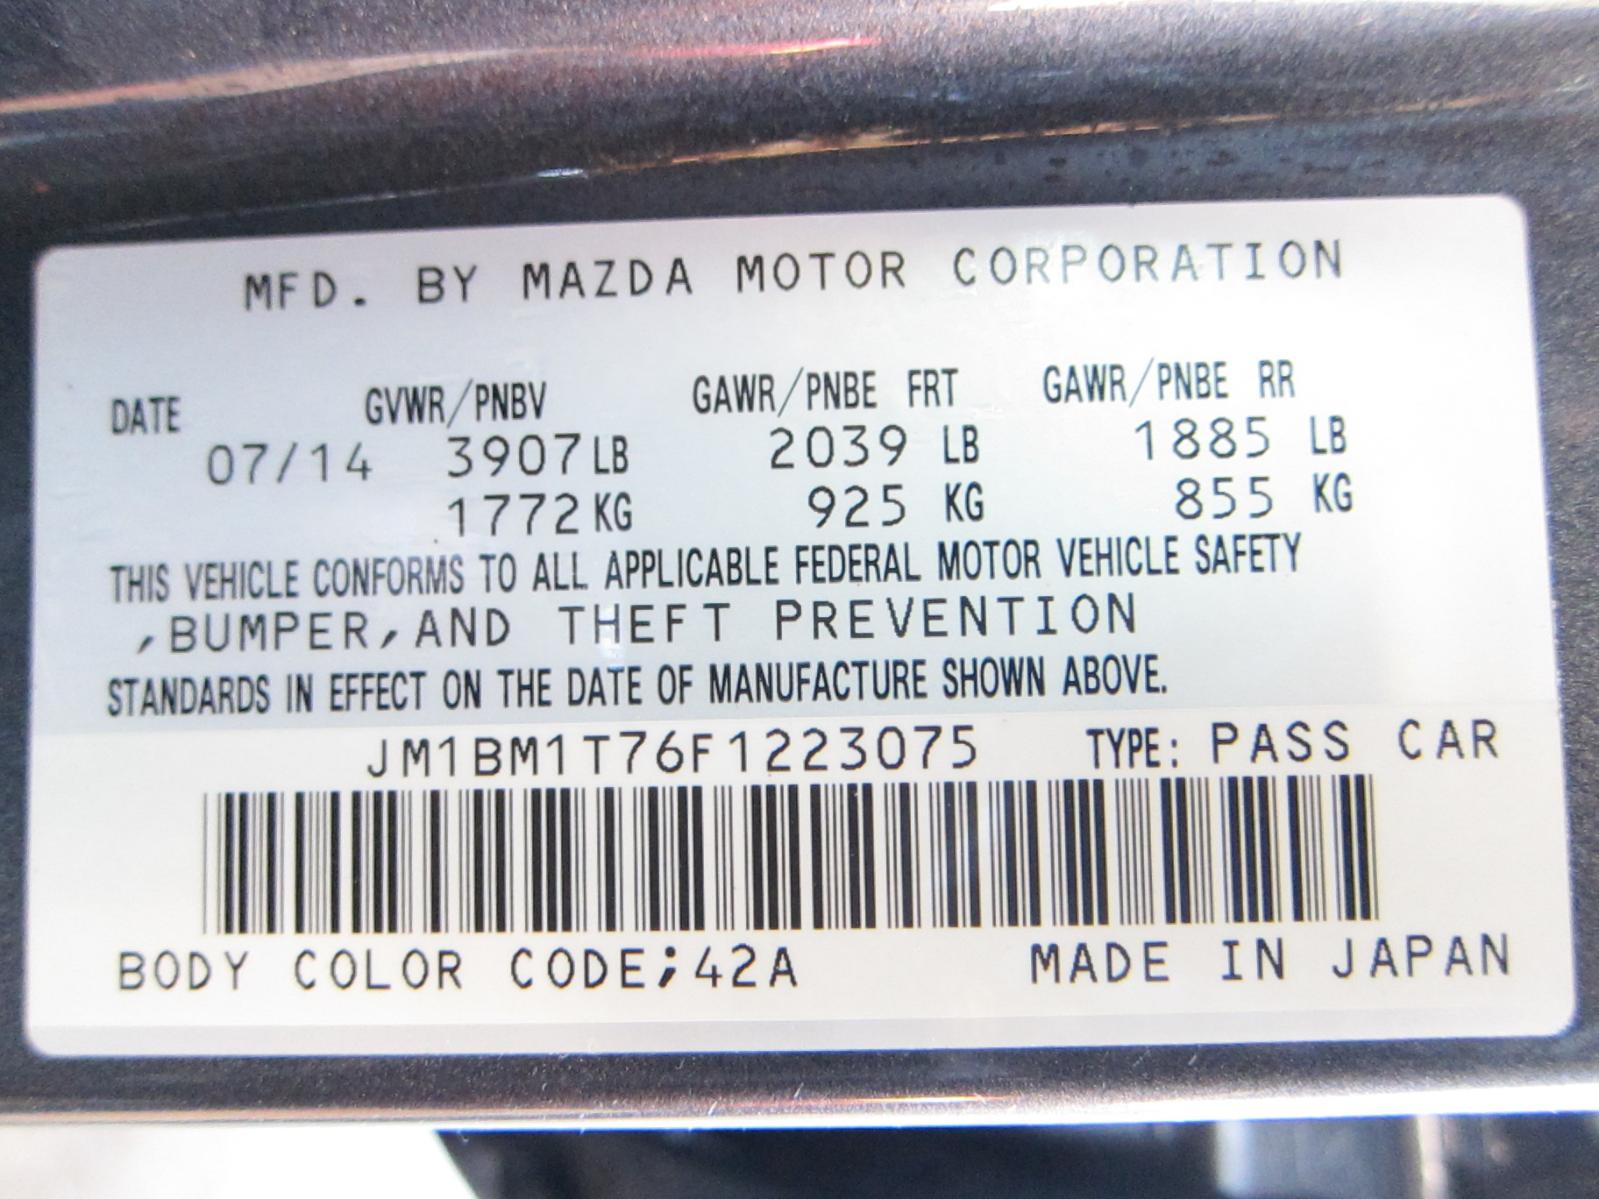 MFD. BY MAZDA MOTOR CORPORATION
DATE GVWR/PNBV GAWR/PNBE FRT GAWR/PNBE RR
07/14 3907LB 2039 LB 1885 LB
1772KG 925 KG 855 KG
THIS VEHICLE CONFORMS TO ALL APPLICABLE FEDERAL MOTOR VEHICLE SAFETY
,BUMPER,AND THEFT PREVENTION
STANDARDS IN EFFECT ON THE DATE OF MANUFACTURE SHOWN ABOVE.
JM1BM1T76F1223075 TYPE: PASS CAR
BODY COLOR CODE;42A MADE IN JAPAN